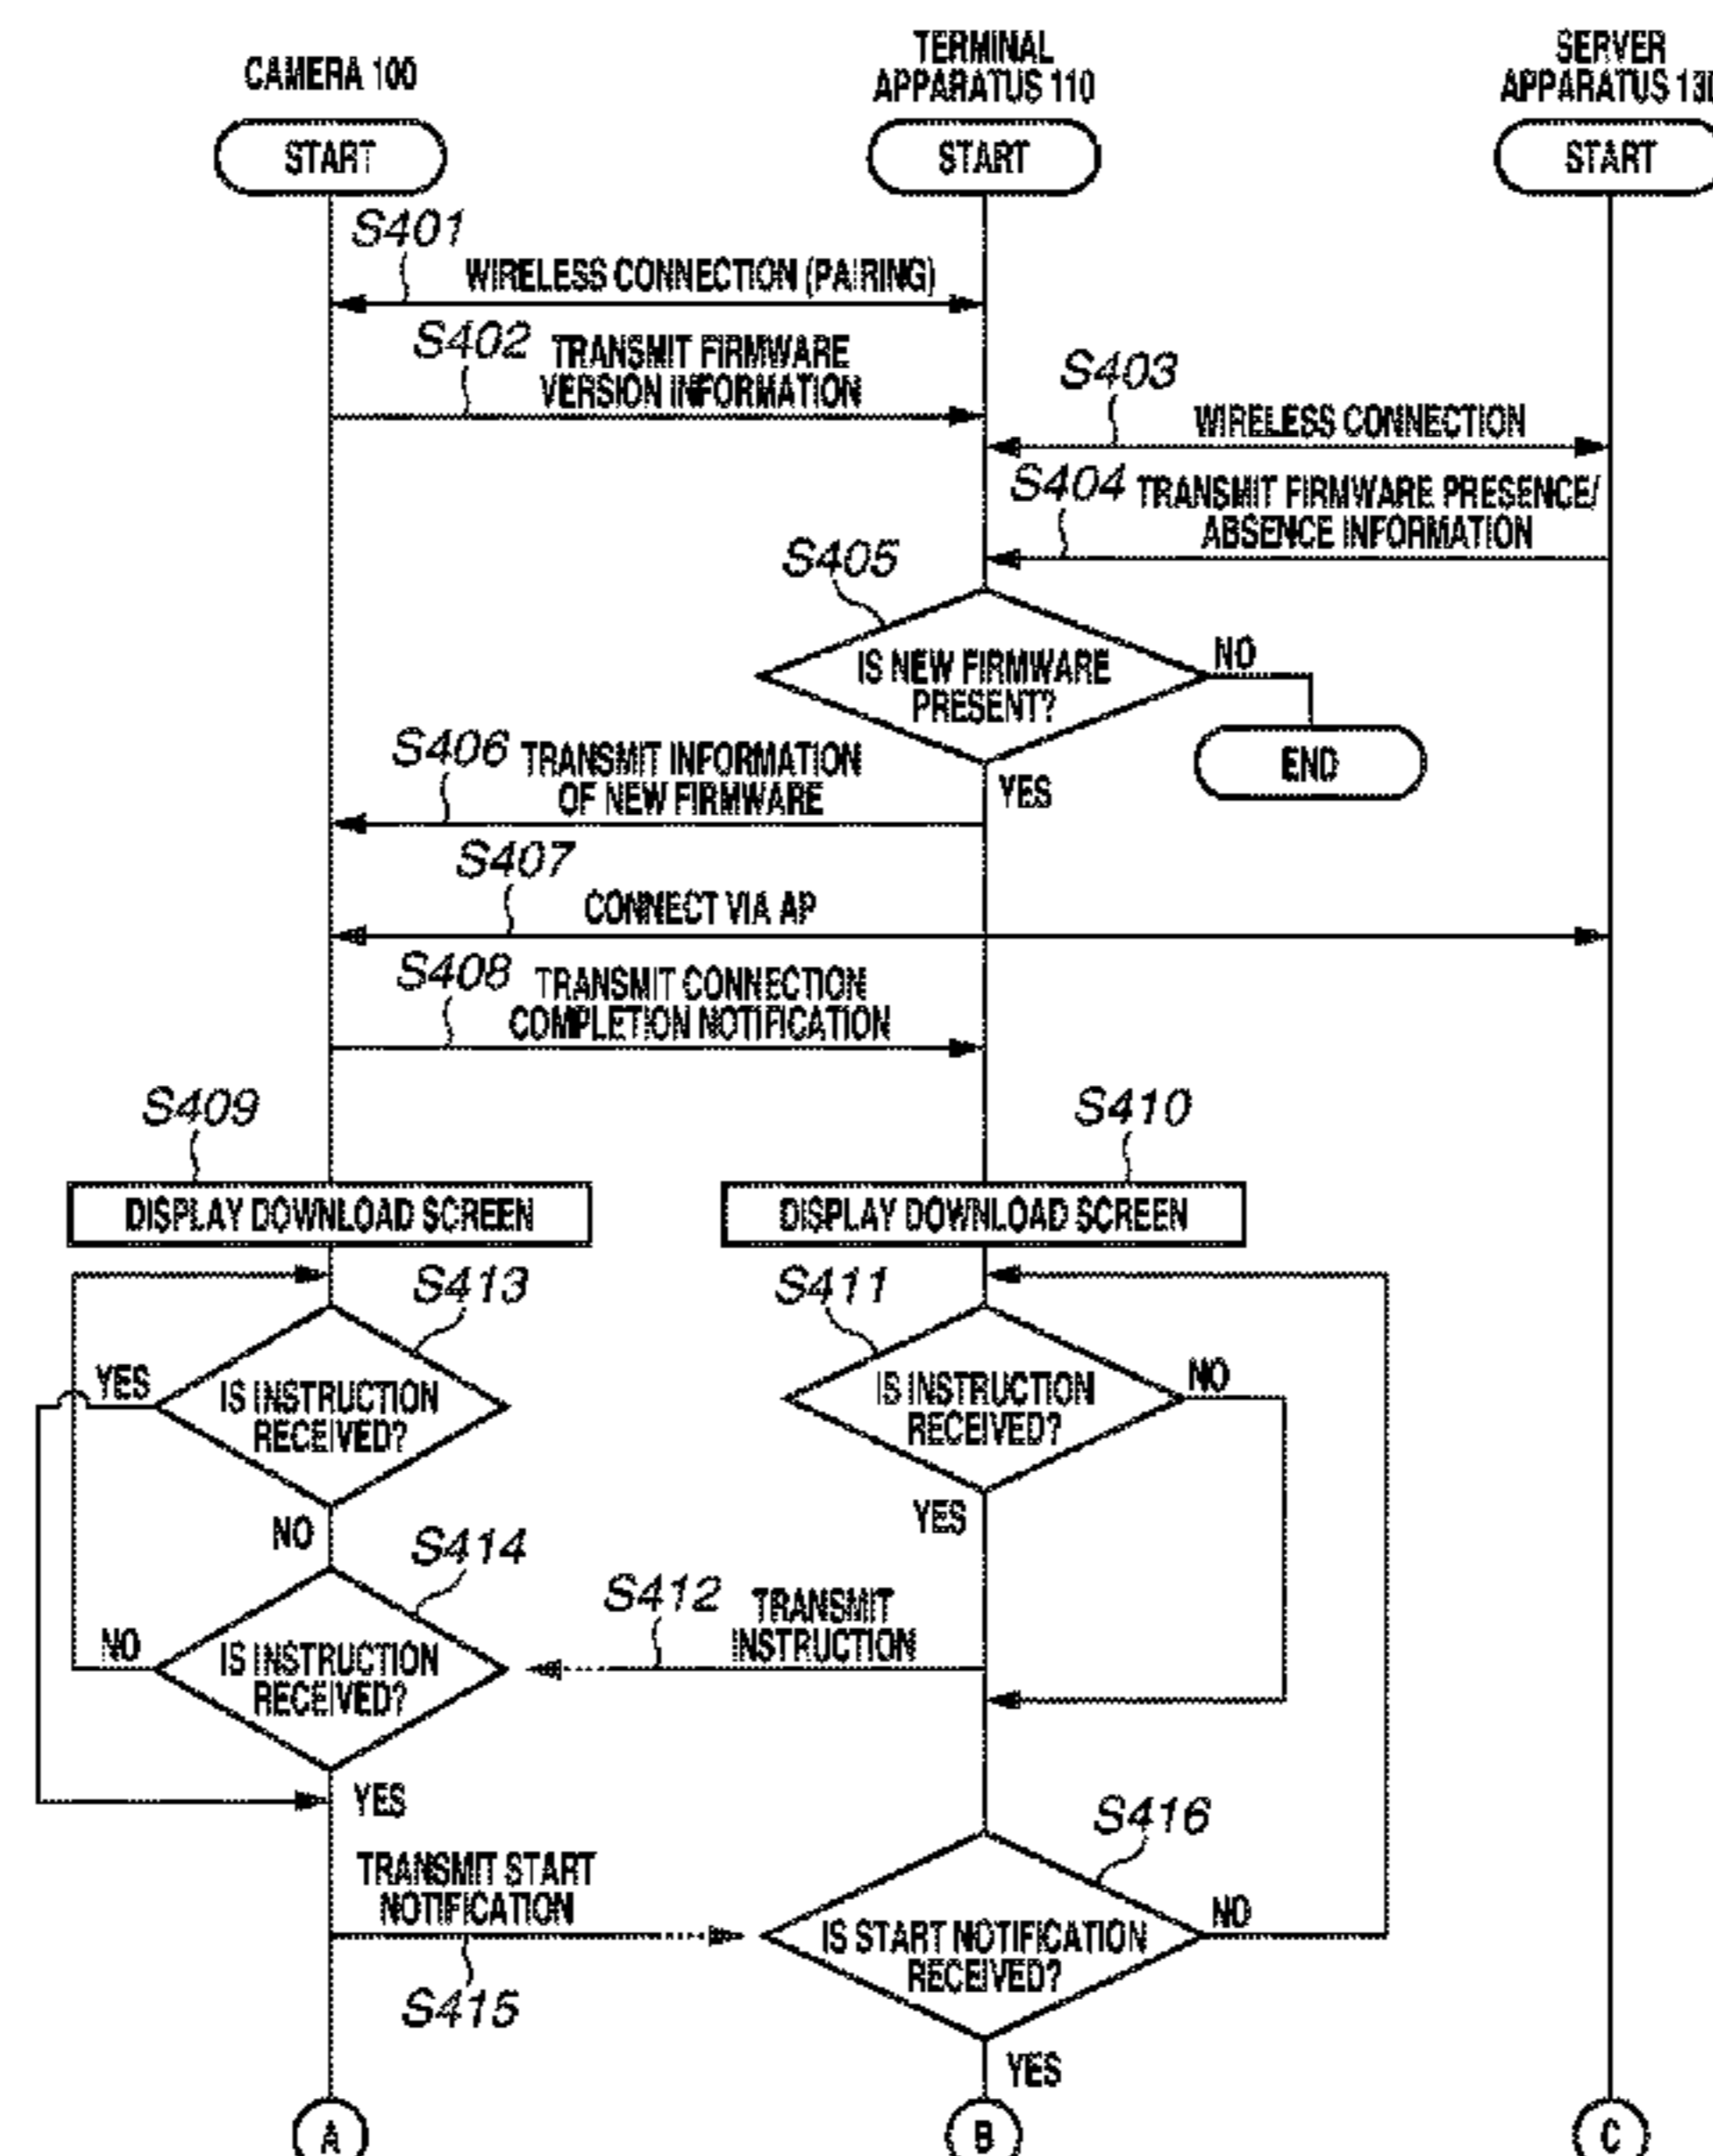 CAMERA 100
TERMINAL
APPARATUS 110
SERVER
APPARATUS 130
START
START
START
S401
WIRELESS CONNECTION (PAIRING)
S402
TRANSMIT FIRMWARE
VERSION INFORMATION
S403
WIRELESS CONNECTION
S404
TRANSMIT FIRMWARE PRESENCE/
ABSENCE INFORMATION
S405
IS NEW FIRMWARE
PRESENT?
NO
END
YES
S406
TRANSMIT INFORMATION
OF NEW FIRMWARE
S407
CONNECT VIA AP
S408
TRANSMIT CONNECTION
COMPLETION NOTIFICATION
S409
DISPLAY DOWNLOAD SCREEN
S410
DISPLAY DOWNLOAD SCREEN
S413
YES
IS INSTRUCTION
RECEIVED?
NO
S411
IS INSTRUCTION
RECEIVED?
NO
YES
S414
NO
IS INSTRUCTION
RECEIVED?
YES
S412
TRANSMIT
INSTRUCTION
TRANSMIT START
NOTIFICATION
S415
S416
IS START NOTIFICATION
RECEIVED?
NO
YES
A
B
C